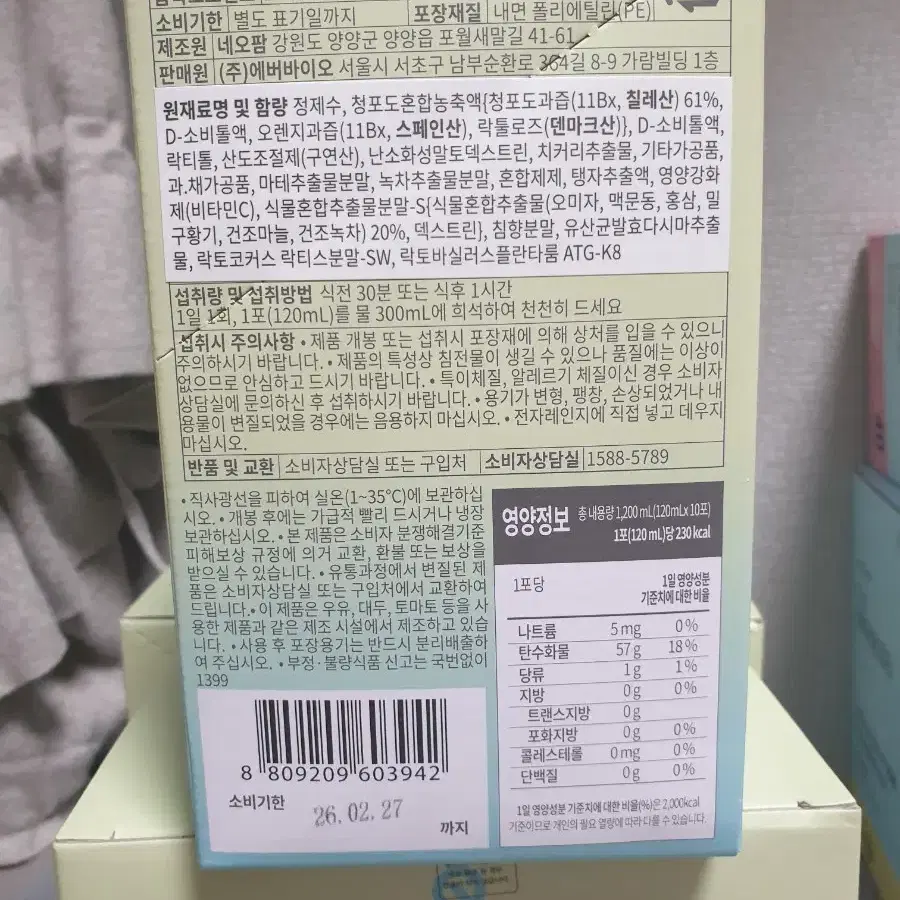 소비기한 별도 표기일까지 포장재질 내면 폴리에틸린(PE)
제조원 네오팜 강원도 양양군 양양읍 포월새말길 41-61
판매원 (주)에버바이오 서울시 서초구 남부순환로 364길 8-9 가람빌딩 1층
원재료명 및 함량 정제수, 청포도혼합농축액{청포도과즙(11Bx, 칠레산) 61%,
D-소비톨액, 오렌지과즙(11Bx, 스페인산), 락툴로즈(덴마크산)}, D-소비톨액,
락티톨, 산도조절제(구연산), 난소화성말토덱스트린, 치커리추출물, 기타가공품,
과.채가공품, 마테추출물분말, 녹차추출물분말, 혼합제제, 탱자추출액, 영양강화
제(비타민C), 식물혼합추출물분말-S{식물혼합추출물(오미자, 맥문동, 홍삼, 밀
구황기, 건조마늘, 건조녹차) 20%, 덱스트린}, 침향분말, 유산균발효다시마추출
물, 락토코커스 락티스분말-SW, 락토바실러스플란타룸 ATG-K8
섭취량 및 섭취방법 식전 30분 또는 식후 1시간
1일 1회, 1포(120mL)를 물 300mL에 희석하여 천천히 드세요
섭취시 주의사항 • 제품 개봉 또는 섭취시 포장재에 의해 상처를 입을 수 있으니
주의하시기 바랍니다. • 제품의 특성상 침전물이 생길 수 있으나 품질에는 이상이
없으므로 안심하고 드시기 바랍니다. • 특이체질, 알레르기 체질이신 경우 소비자
상담실에 문의하신 후 섭취하시기 바랍니다. • 용기가 변형, 팽창, 손상되었거나 내
용물이 변질되었을 경우에는 음용하지 마십시오. • 전자레인지에 직접 넣고 데우지
마십시오.
반품 및 교환 소비자상담실 또는 구입처 소비자상담실 1588-5789
• 직사광선을 피하여 실온(1~35℃)에 보관하십
시오. • 개봉 후에는 가급적 빨리 드시거나 냉장
보관하십시오. • 본 제품은 소비자 분쟁해결기준
피해보상 규정에 의거 교환, 환불 또는 보상을
받으실 수 있습니다. • 유통과정에서 변질된 제
품은 소비자상담실 또는 구입처에서 교환하여
드립니다. • 이 제품은 우유, 대두, 토마토 등을 사
용한 제품과 같은 제조 시설에서 제조하고 있습
니다. • 사용 후 포장용기는 반드시 분리배출하
여 주십시오. • 부정·불량식품 신고는 국번없이
1399
영양정보 총 내용량 1,200 mL(120mL x 10포)
1포(120 mL)당 230 kcal
1포당 1일 영양성분
기준치에 대한 비율
나트륨 5mg 0%
탄수화물 57g 18%
당류 1g 1%
지방 0g 0%
트랜스지방 0g
포화지방 0g 0%
콜레스테롤 0mg 0%
단백질 0g 0%
1일 영양성분 기준치에 대한 비율(%)은 2,000kcal
기준이므로 개인의 필요 열량에 따라 다를 수 있습니다.
8 809209 603942
소비기한 26.02.27 까지